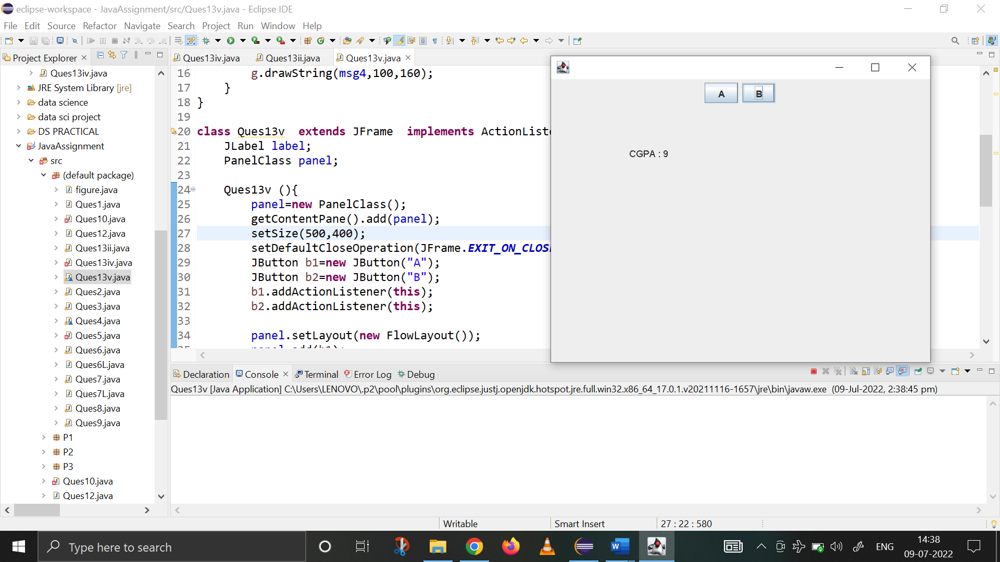 eclipse-workspace - JavaAssignment/src/Ques13v.java - Eclipse IDE
File Edit Source Refactor Navigate Search Project Run Window Help
Project Explorer
Ques13iv.java
JRE System Library [jre]
data science
data sci project
DS PRACTICAL
JavaAssignment
src
(default package)
figure.java
Ques1.java
Ques10.java
Ques12.java
Ques13ii.java
Ques13iv.java
Ques13v.java
Ques2.java
Ques3.java
Ques4.java
Ques5.java
Ques6.java
Ques6L.java
Ques7.java
Ques7L.java
Ques8.java
Ques9.java
P1
P2
P3
Ques10.java
Ques12.java
Ques13iv.java Ques13ii.java Ques13v.java
16 g.drawString(msg4,100,160);
17 }
18 }
19
20 class Ques13v extends JFrame implements ActionListe
21 JLabel label;
22 PanelClass panel;
23
24 Ques13v (){
25 panel=new PanelClass();
26 getContentPane().add(panel);
27 setSize(500,400);
28 setDefaultCloseOperation(JFrame.EXIT_ON_CLOS
29 JButton b1=new JButton("A");
30 JButton b2=new JButton("B");
31 b1.addActionListener(this);
32 b2.addActionListener(this);
33
34 panel.setLayout(new FlowLayout());
A B
CGPA : 9
Declaration Console Terminal Error Log Debug
Ques13v [Java Application] C:\Users\LENOVO\.p2\pool\plugins\org.eclipse.justj.openjdk.hotspot.jre.full.win32.x86_64_17.0.1.v20211116-1657\jre\bin\javaw.exe (09-Jul-2022, 2:38:45 pm)
Writable Smart Insert 27 : 22 : 580
Type here to search
ENG
14:38
09-07-2022